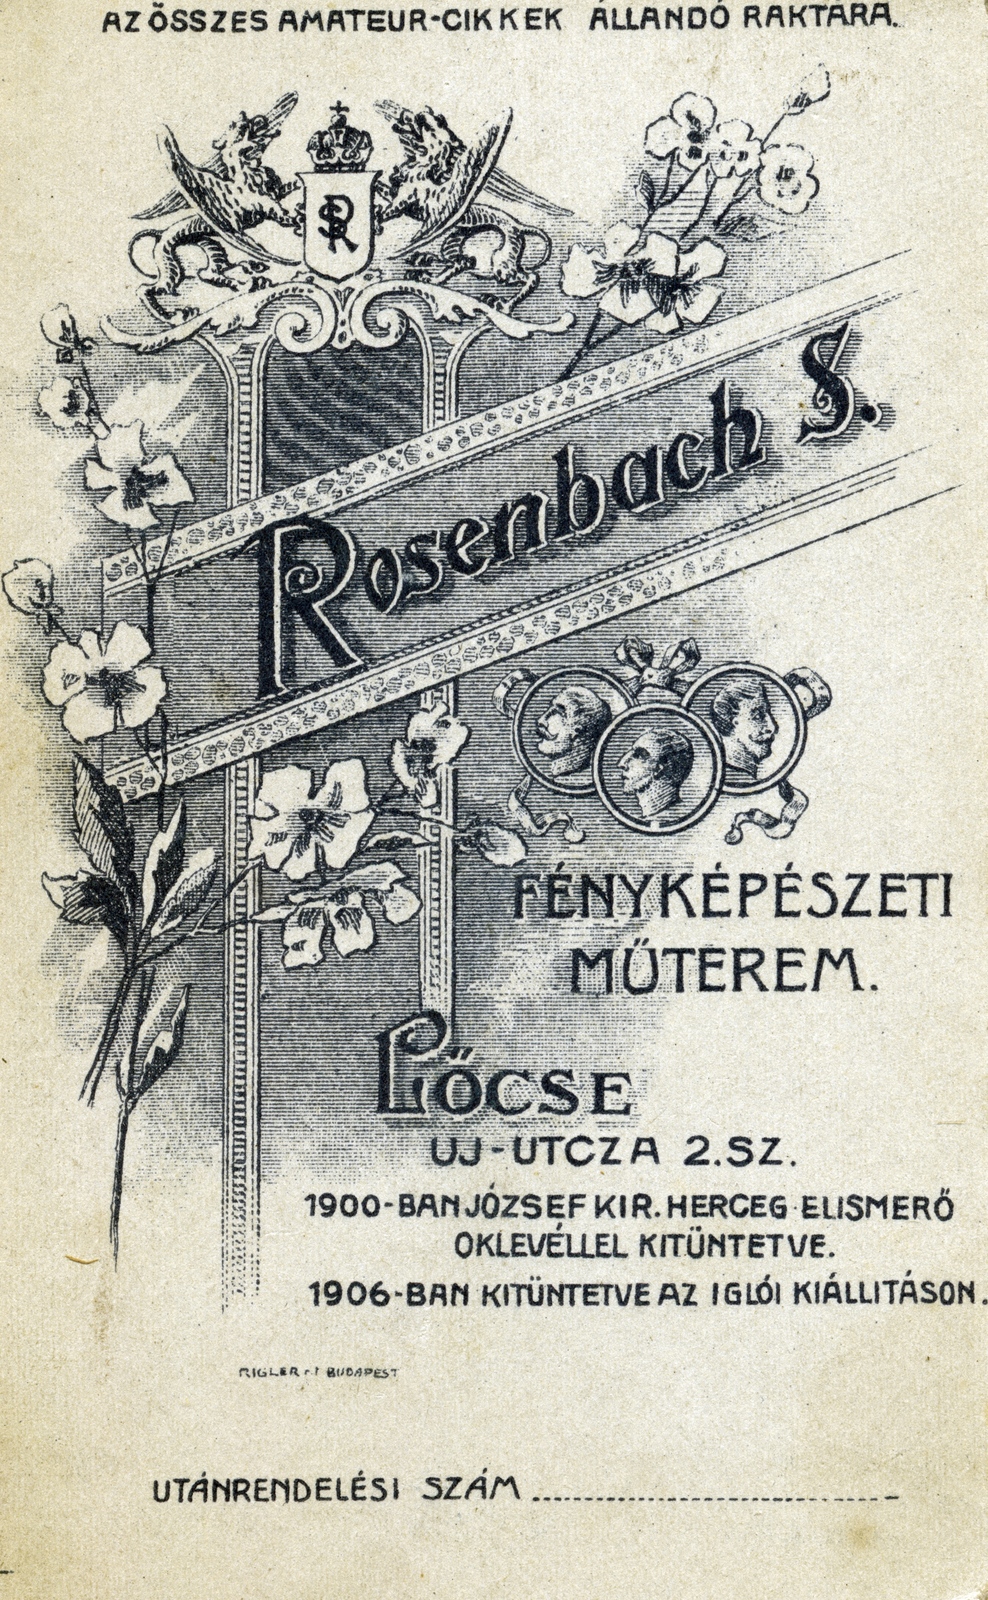 AZ ÖSSZES AMATEUR-CIKKEK ÁLLANDÓ RAKTÁRA.
SR
Rosenbach S.
FÉNYKÉPÉSZETI
MŰTEREM.
LŐCSE
UJ-UTCZA 2.SZ.
1900-BAN JÓZSEF KIR. HERCEG ELISMERŐ
OKLEVÉLLEL KITÜNTETVE.
1906-BAN KITÜNTETVE AZ IGLÓI KIÁLLITÁSON.
RIGLER BUDAPEST
UTÁNRENDELÉSI SZÁM